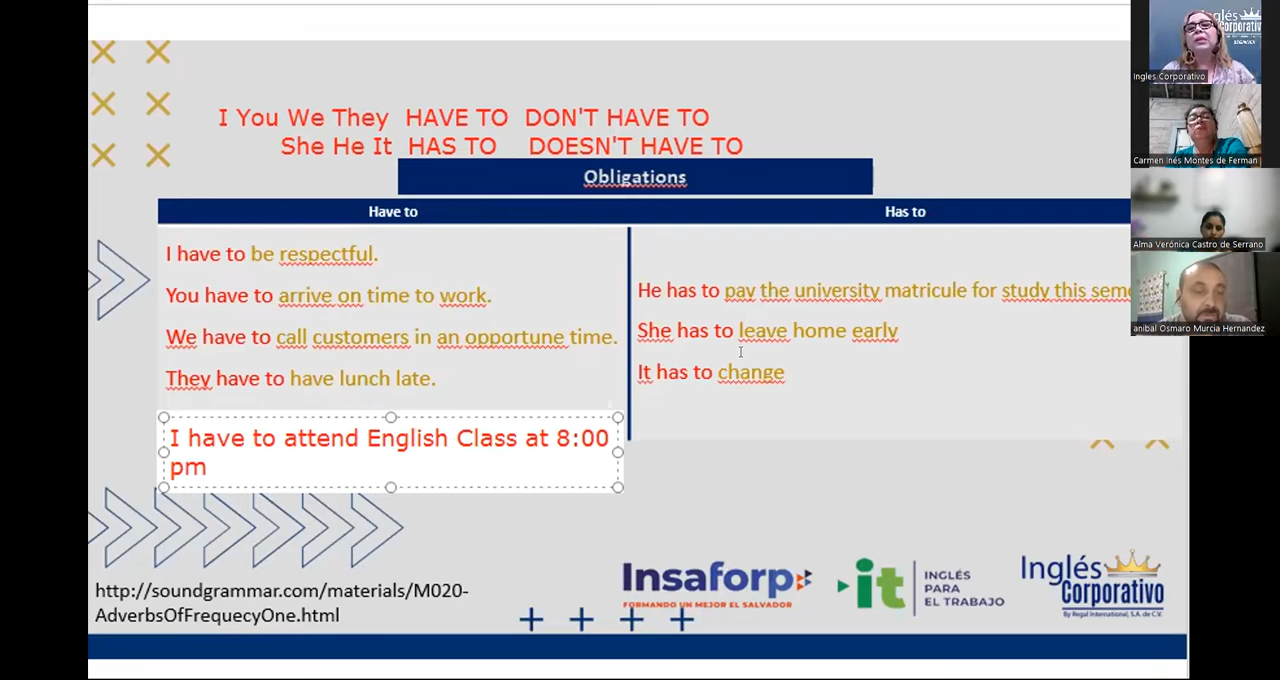 I You We They HAVE TO DON'T HAVE TO
She He It HAS TO DOESN'T HAVE TO
Obligations
Have to
Has to
I have to be respectful.
You have to arrive on time to work.
We have to call customers in an opportune time.
They have to have lunch late.
I have to attend English Class at 8:00
pm
He has to pay the university matricule for study this sem
She has to leave home early
It has to change
http://soundgrammar.com/materials/M020-
AdverbsOfFrequecyOne.html
Insaforp
FORMANDO UN MEJOR EL SALVADOR
it
INGLÉS
PARA
EL TRABAJO
Inglés
Corporativo
By Regal International, S.A. de C.V.
Inglés
Corporativo
Ingles Corporativo
Carmen Inés Montes de Ferman
Alma Verónica Castro de Serrano
anibal Osmaro Murcia Hernandez